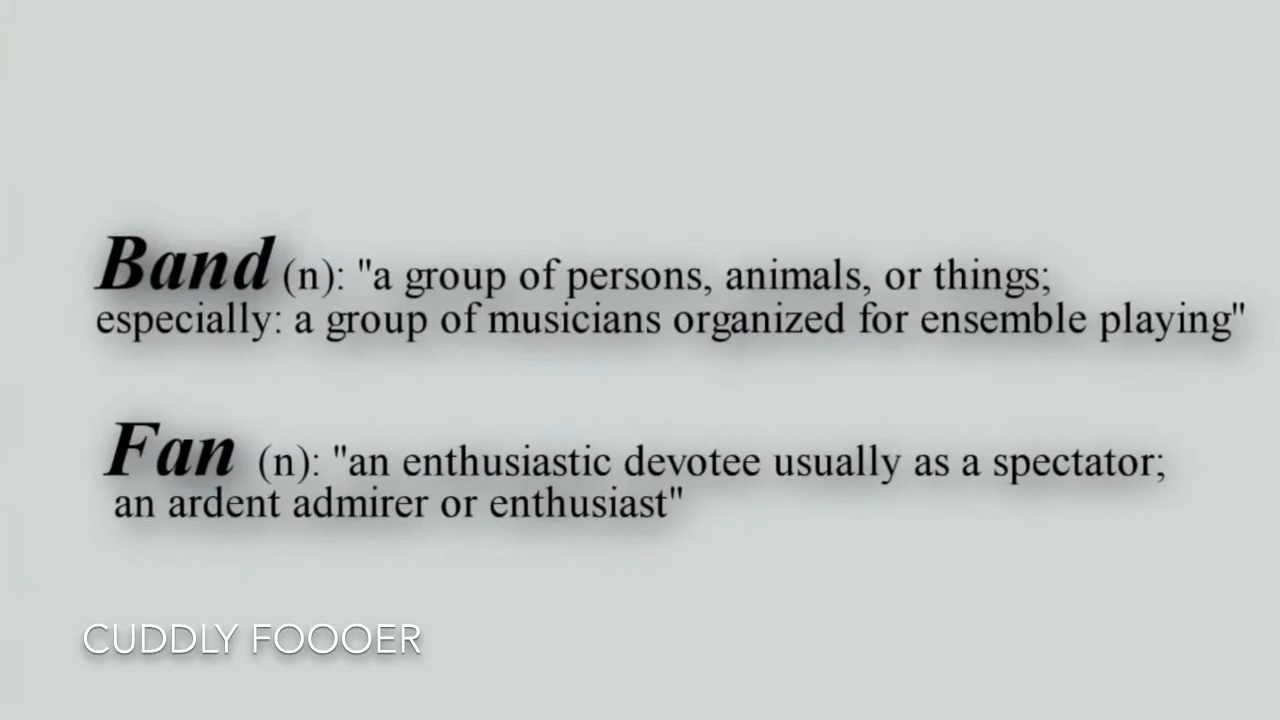 Band (n): "a group of persons, animals, or things;
especially: a group of musicians organized for ensemble playing"
Fan (n): "an enthusiastic devotee usually as a spectator;
an ardent admirer or enthusiast"
CUDDLY FOOOER